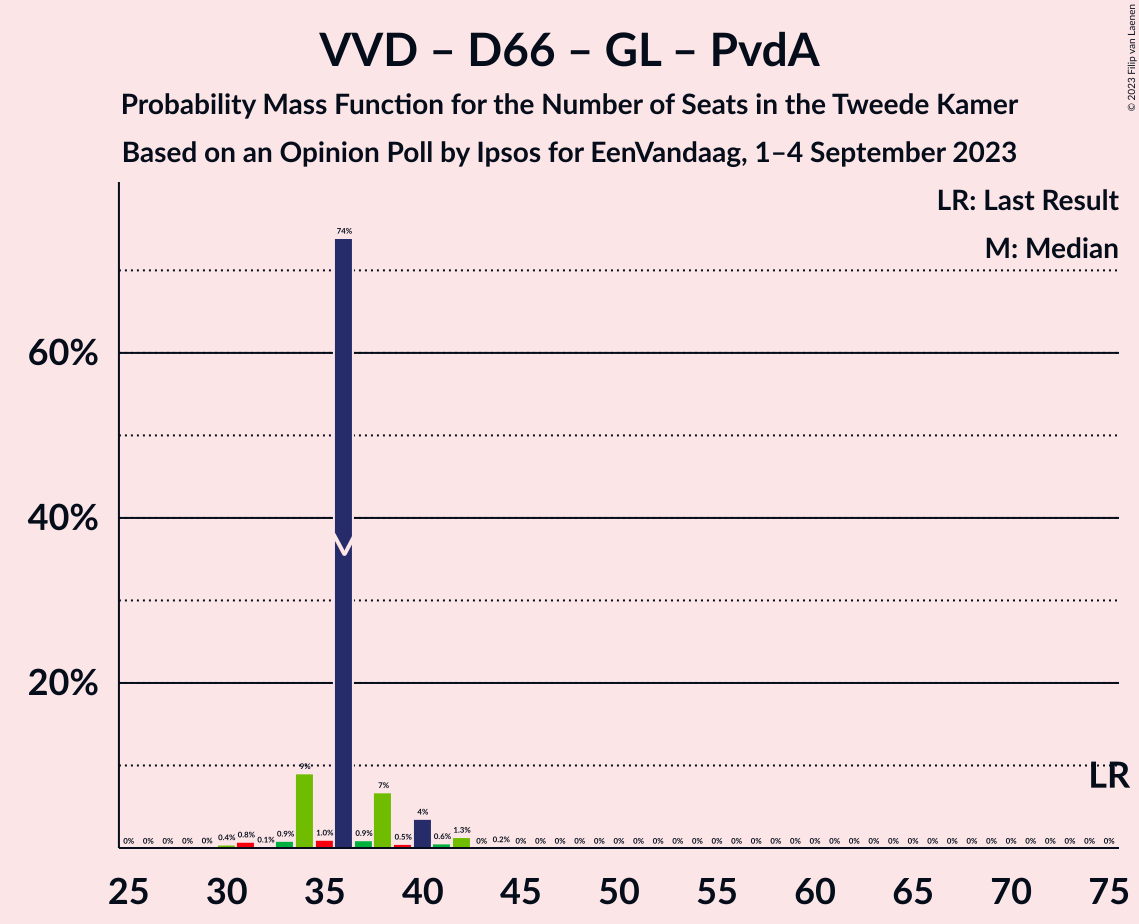 VVD – D66 – GL – PvdA
Probability Mass Function for the Number of Seats in the Tweede Kamer
Based on an Opinion Poll by Ipsos for EenVandaag, 1–4 September 2023
© 2023 Filip van Laenen
LR: Last Result
M: Median
60%
40%
20%
LR
74%
0% 0% 0% 0% 0% 0.4% 0.8% 0.1% 0.9% 9% 1.0% 0.9% 7% 0.5% 4% 0.6% 1.3% 0% 0.2% 0% 0% 0% 0% 0% 0% 0% 0% 0% 0% 0% 0% 0% 0% 0% 0% 0% 0% 0% 0% 0% 0% 0% 0% 0% 0% 0% 0% 0% 0% 0%
25 30 35 40 45 50 55 60 65 70 75